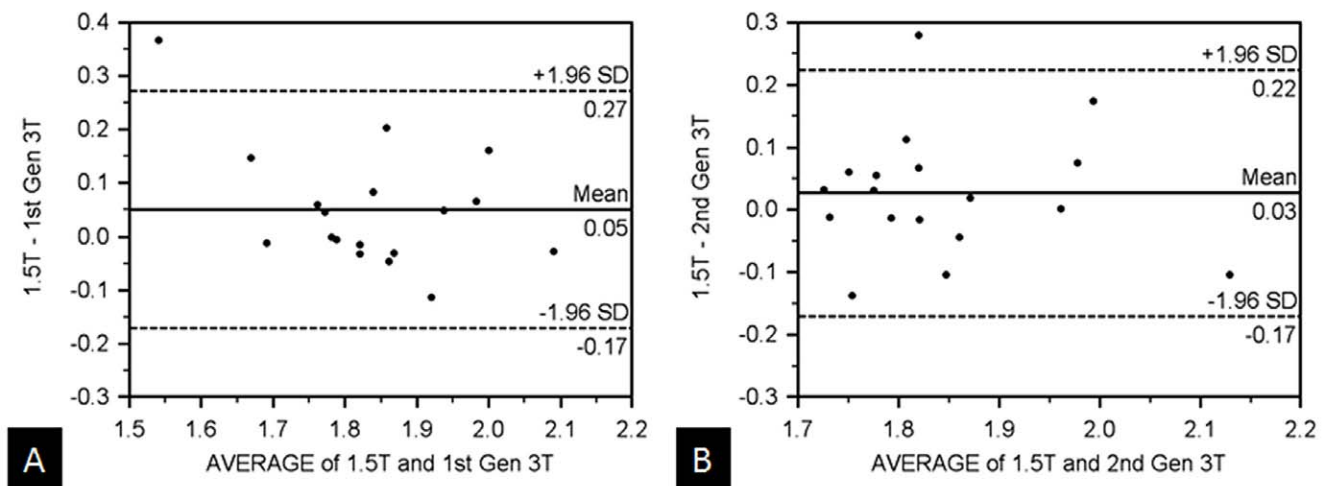 0.4
0.3
0.2
0.1
0.0
-0.1
-0.2
-0.3
1.5T - 1st Gen 3T
+1.96 SD
0.27
Mean
0.05
-1.96 SD
-0.17
1.5 1.6 1.7 1.8 1.9 2.0 2.1 2.2
AVERAGE of 1.5T and 1st Gen 3T
A
0.3
0.2
0.1
0.0
-0.1
-0.2
-0.3
1.5T - 2nd Gen 3T
+1.96 SD
0.22
Mean
0.03
-1.96 SD
-0.17
1.7 1.8 1.9 2.0 2.1 2.2
AVERAGE of 1.5T and 2nd Gen 3T
B